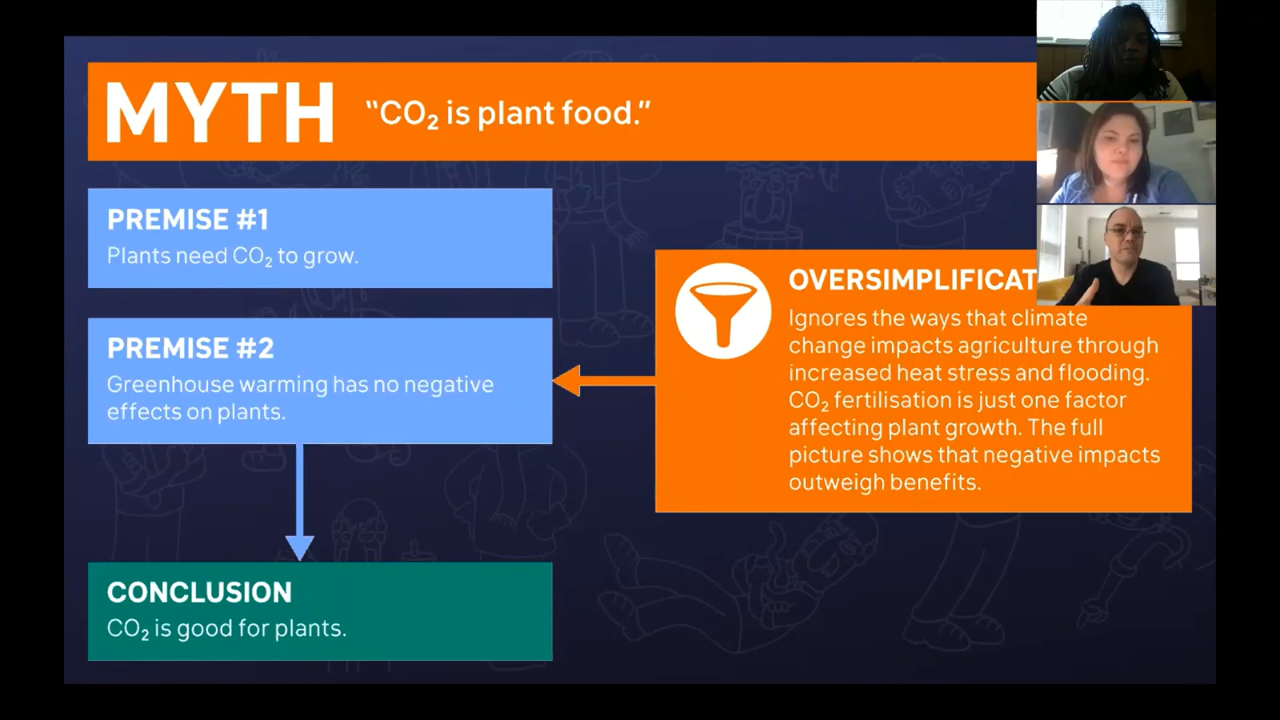 MYTH "CO₂ is plant food."
PREMISE #1
Plants need CO₂ to grow.
PREMISE #2
Greenhouse warming has no negative
effects on plants.
CONCLUSION
CO₂ is good for plants.
OVERSIMPLIFICAT
Ignores the ways that climate
change impacts agriculture through
increased heat stress and flooding.
CO₂ fertilisation is just one factor
affecting plant growth. The full
picture shows that negative impacts
outweigh benefits.